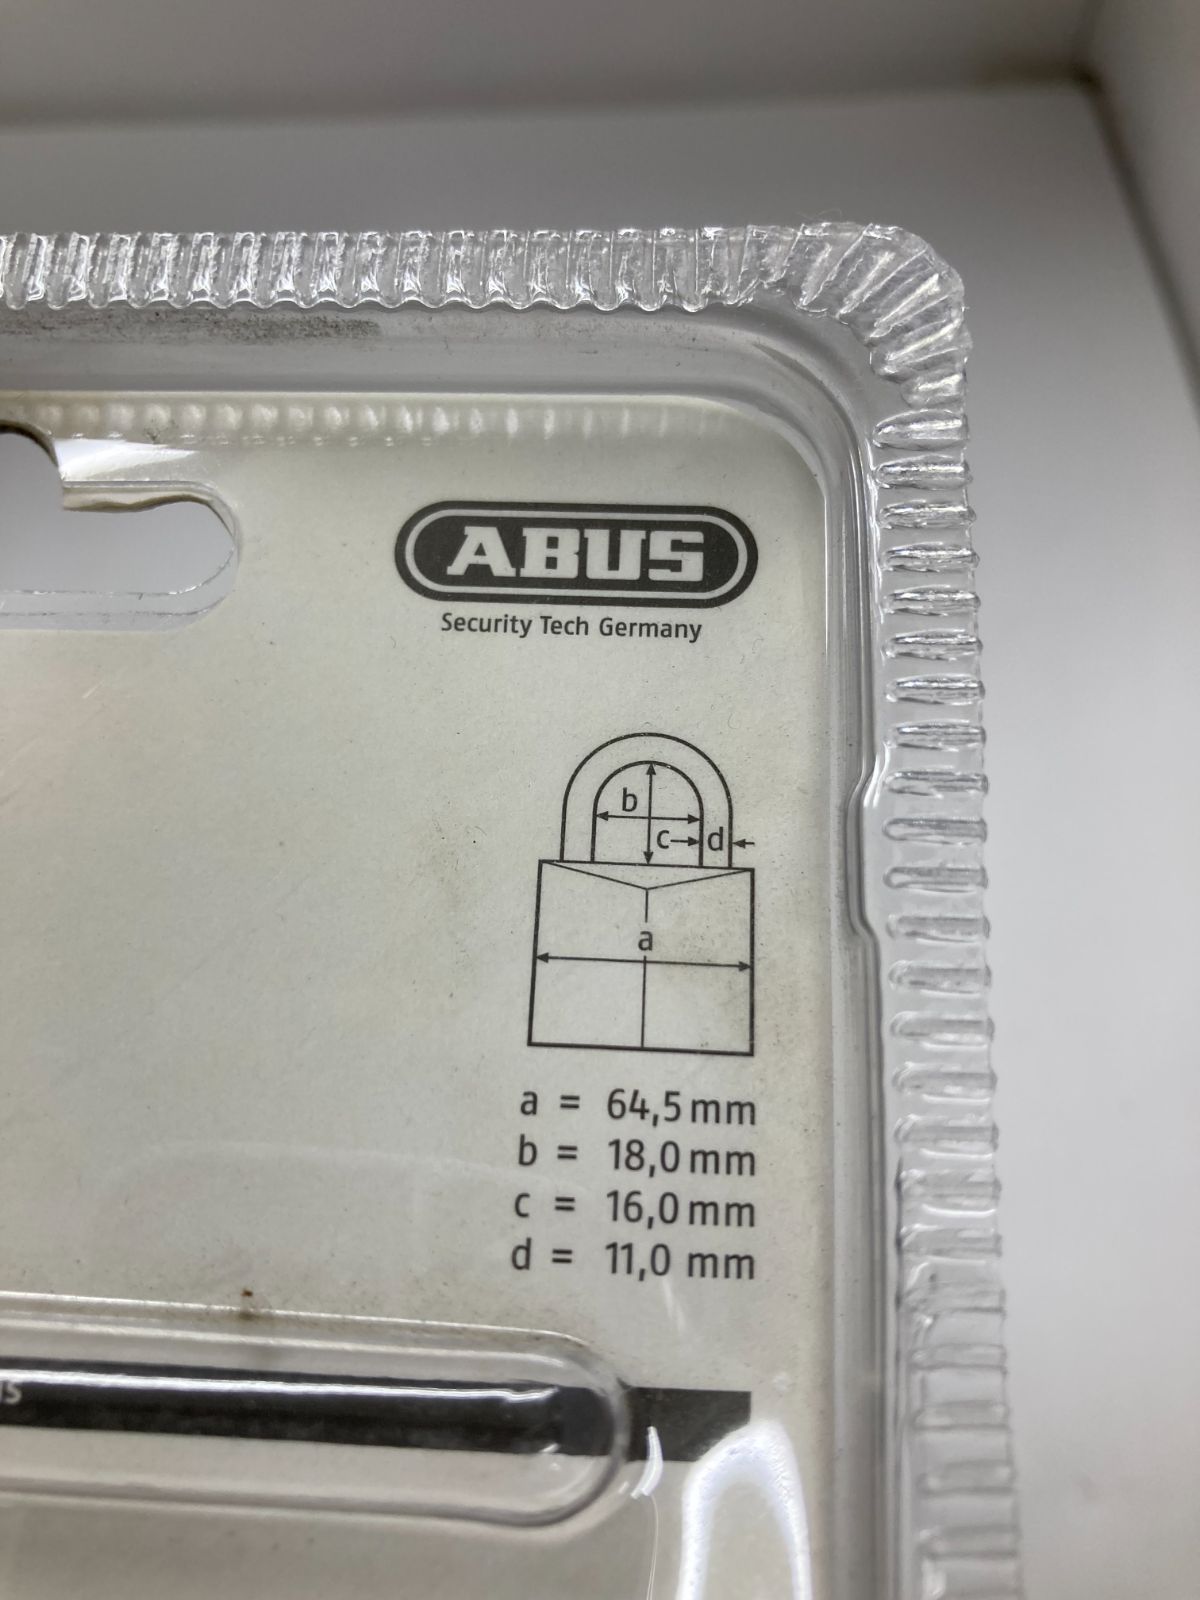 ABUS
Security Tech Germany
b
c
d
a
a = 64,5 mm
b = 18,0 mm
c = 16,0 mm
d = 11,0 mm